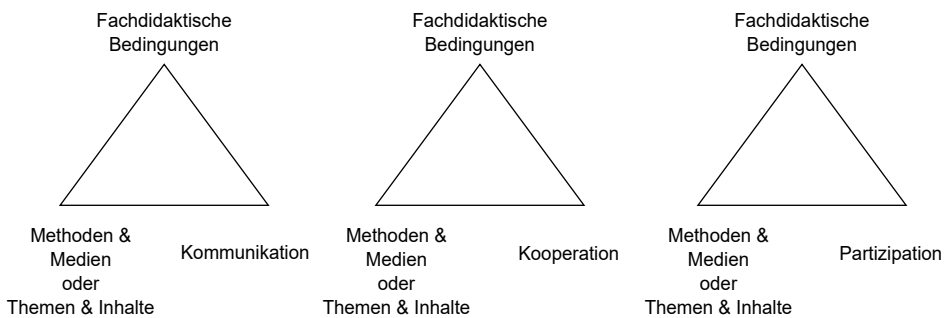 Fachdidaktische
Bedingungen
Methoden &
Medien
oder
Themen & Inhalte
Kommunikation
Fachdidaktische
Bedingungen
Methoden &
Medien
oder
Themen & Inhalte
Kooperation
Fachdidaktische
Bedingungen
Methoden &
Medien
oder
Themen & Inhalte
Partizipation